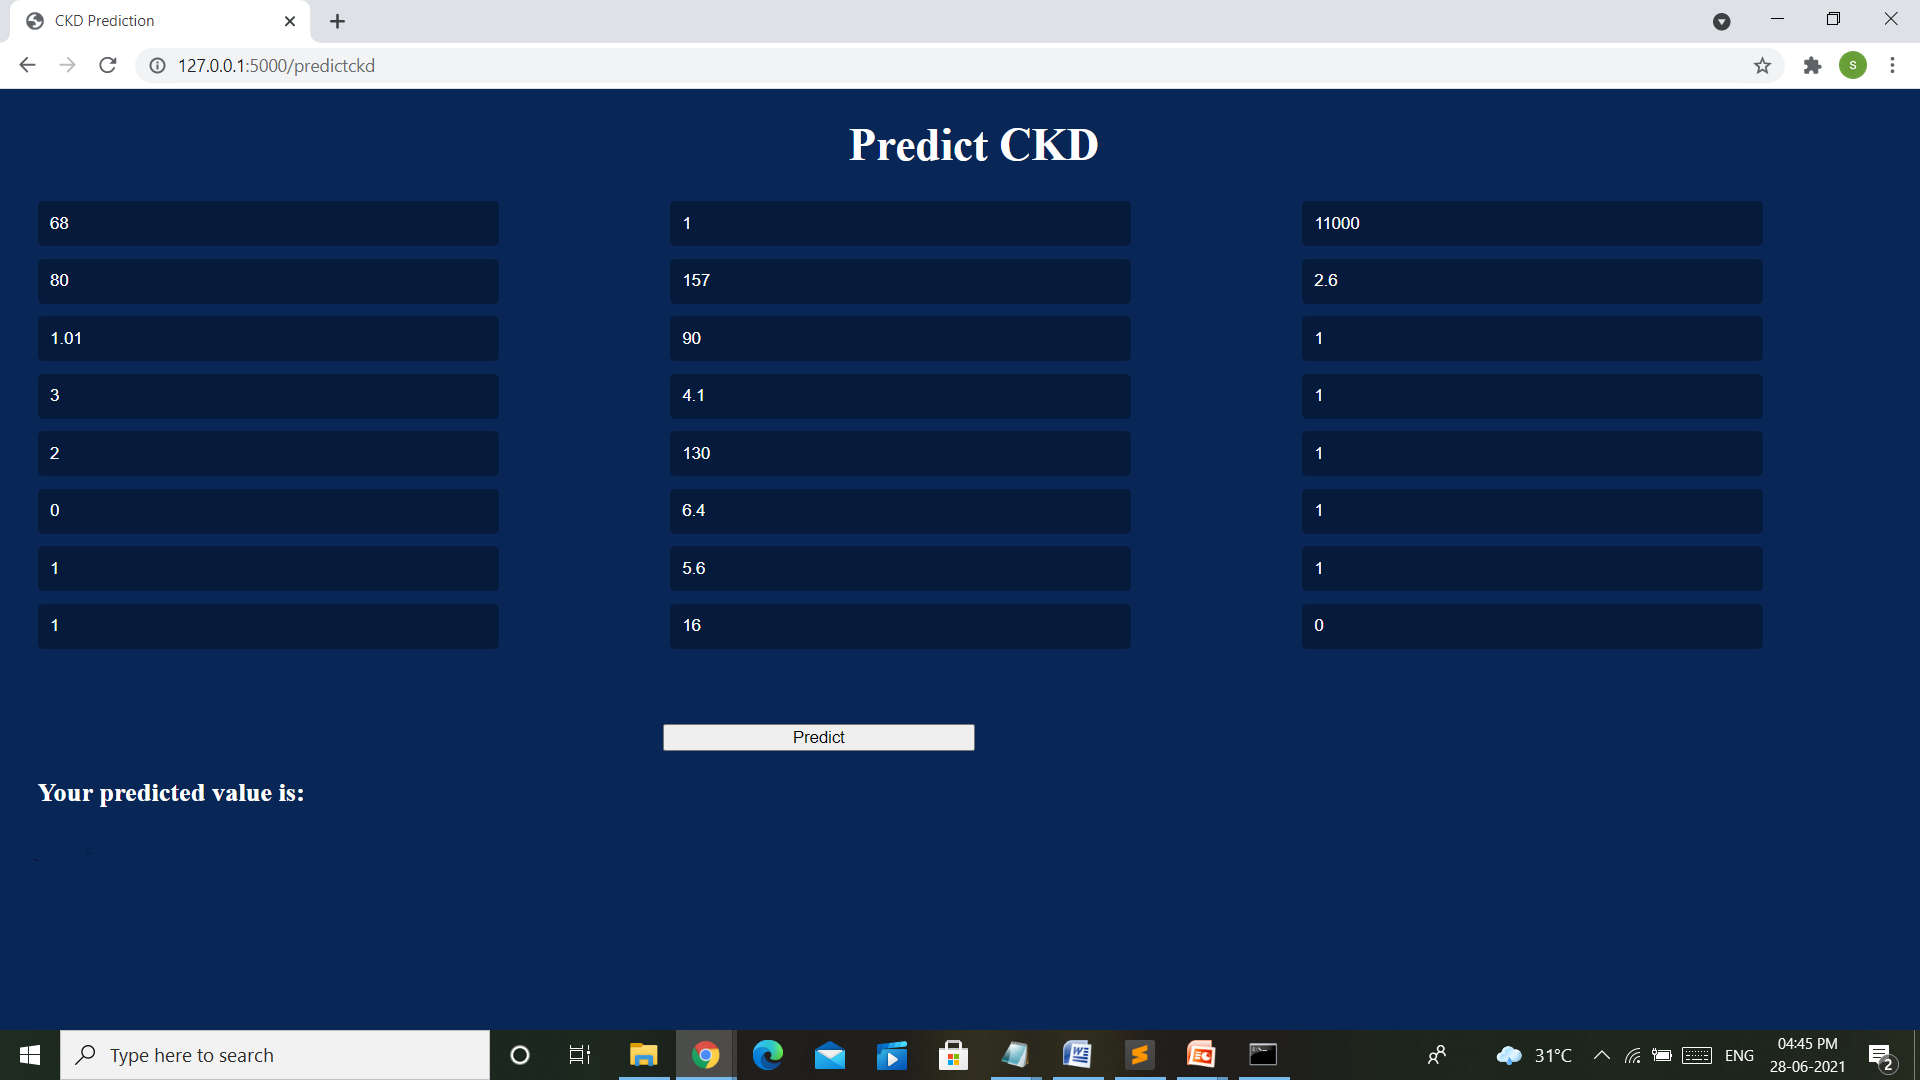 CKD Prediction
127.0.0.1:5000/predictckd
S
Predict CKD
68 1 11000
80 157 2.6
1.01 90 1
3 4.1 1
2 130 1
0 6.4 1
1 5.6 1
1 16 0
Predict
Your predicted value is:
Type here to search
31°C
ENG
04:45 PM
28-06-2021
2